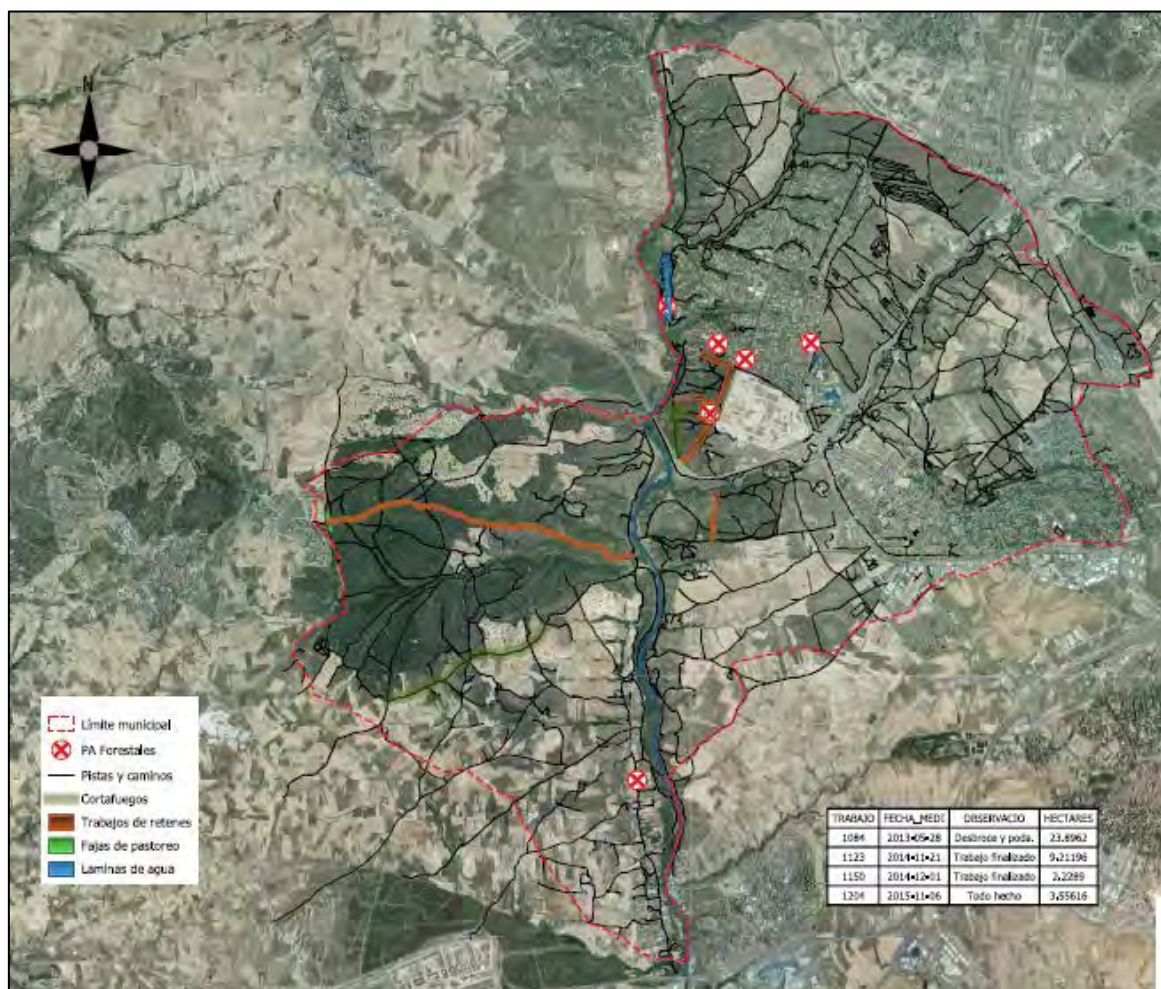 N
Límite municipal
PA Forestales
Pistas y caminos
Cortafuegos
Trabajos de retenes
Fajas de pastoreo
Laminas de agua
TRABAJO FECHA_MEDI OBSERVACIO HECTARES
1084 2013-05-28 Desbroce y poda. 23.8962
1123 2014-11-21 Trabajo finalizado 9.21196
1150 2014-12-01 Trabajo finalizado 2.2289
1204 2015-11-06 Todo hecho 3.55616